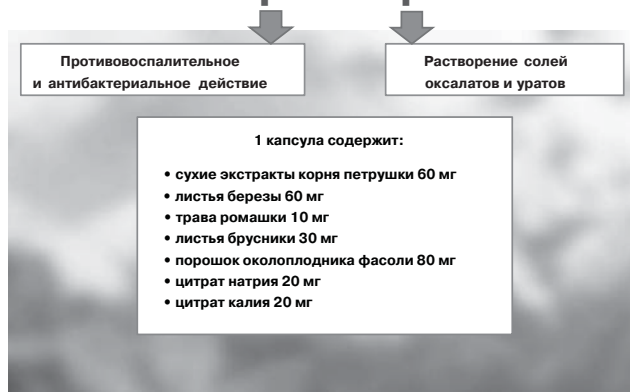 Противовоспалительное
и антибактериальное действие
Растворение солей
оксалатов и уратов
1 капсула содержит:
• сухие экстракты корня петрушки 60 мг
• листья березы 60 мг
• трава ромашки 10 мг
• листья брусники 30 мг
• порошок околоплодника фасоли 80 мг
• цитрат натрия 20 мг
• цитрат калия 20 мг